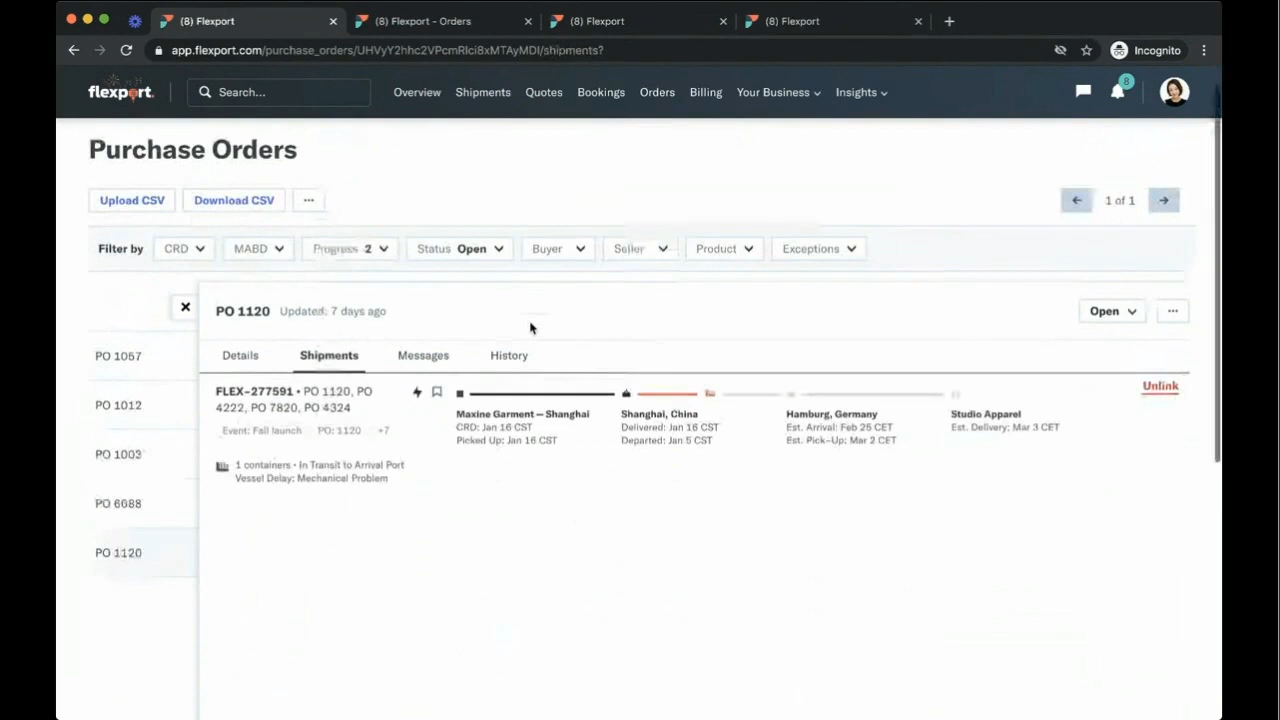 (8) Flexport
(8) Flexport - Orders
(8) Flexport
(8) Flexport
app.flexport.com/purchase_orders/UHVyY2hhc2VPcmRlci8xMTAyMDI/shipments?
Incognito
flexport.
Search...
Overview
Shipments
Quotes
Bookings
Orders
Billing
Your Business
Insights
8
Purchase Orders
Upload CSV
Download CSV
...
1 of 1
Filter by
CRD
MABD
Progress 2
Status Open
Buyer
Seller
Product
Exceptions
PO 1120 Updated: 7 days ago
Open
...
PO 1057
PO 1012
PO 1003
PO 6688
PO 1120
Details
Shipments
Messages
History
FLEX-277591 • PO 1120, PO
4222, PO 7820, PO 4324
Event: Fall launch
PO: 1120
+7
1 containers • In Transit to Arrival Port
Vessel Delay: Mechanical Problem
Maxine Garment – Shanghai
CRD: Jan 16 CST
Picked Up: Jan 16 CST
Shanghai, China
Delivered: Jan 16 CST
Departed: Jan 5 CST
Hamburg, Germany
Est. Arrival: Feb 25 CET
Est. Pick-Up: Mar 2 CET
Studio Apparel
Est. Delivery: Mar 3 CET
Unlink